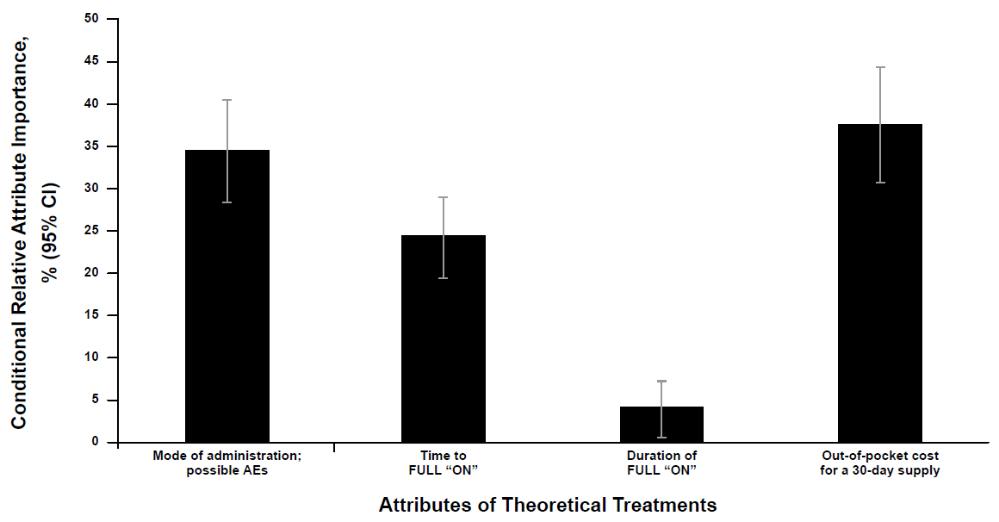 Conditional Relative Attribute Importance,
% (95% CI)
50
45
40
35
30
25
20
15
10
5
0
Mode of administration;
possible AEs
Time to
FULL “ON”
Duration of
FULL “ON”
Out-of-pocket cost
for a 30-day supply
Attributes of Theoretical Treatments